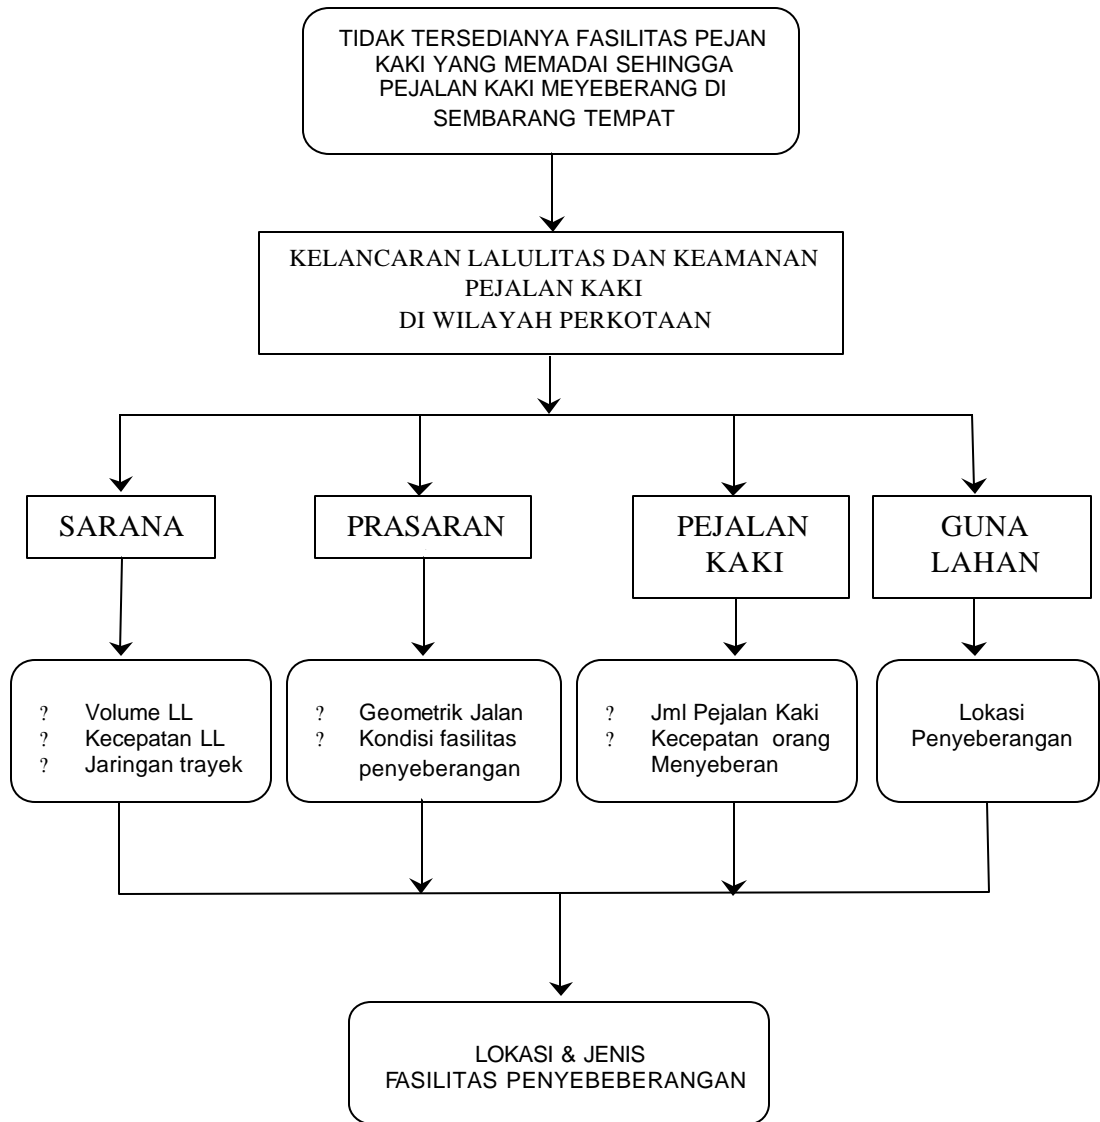 TIDAK TERSEDIANYA FASILITAS PEJAN
KAKI YANG MEMADAI SEHINGGA
PEJALAN KAKI MEYEBERANG DI
SEMBARANG TEMPAT
KELANCARAN LALULITAS DAN KEAMANAN
PEJALAN KAKI
DI WILAYAH PERKOTAAN
SARANA
PRASARAN
PEJALAN
KAKI
GUNA
LAHAN
? Volume LL
? Kecepatan LL
? Jaringan trayek
? Geometrik Jalan
? Kondisi fasilitas
penyeberangan
? Jml Pejalan Kaki
? Kecepatan orang
Menyeberan
Lokasi
Penyeberangan
LOKASI & JENIS
FASILITAS PENYEBEBERANGAN